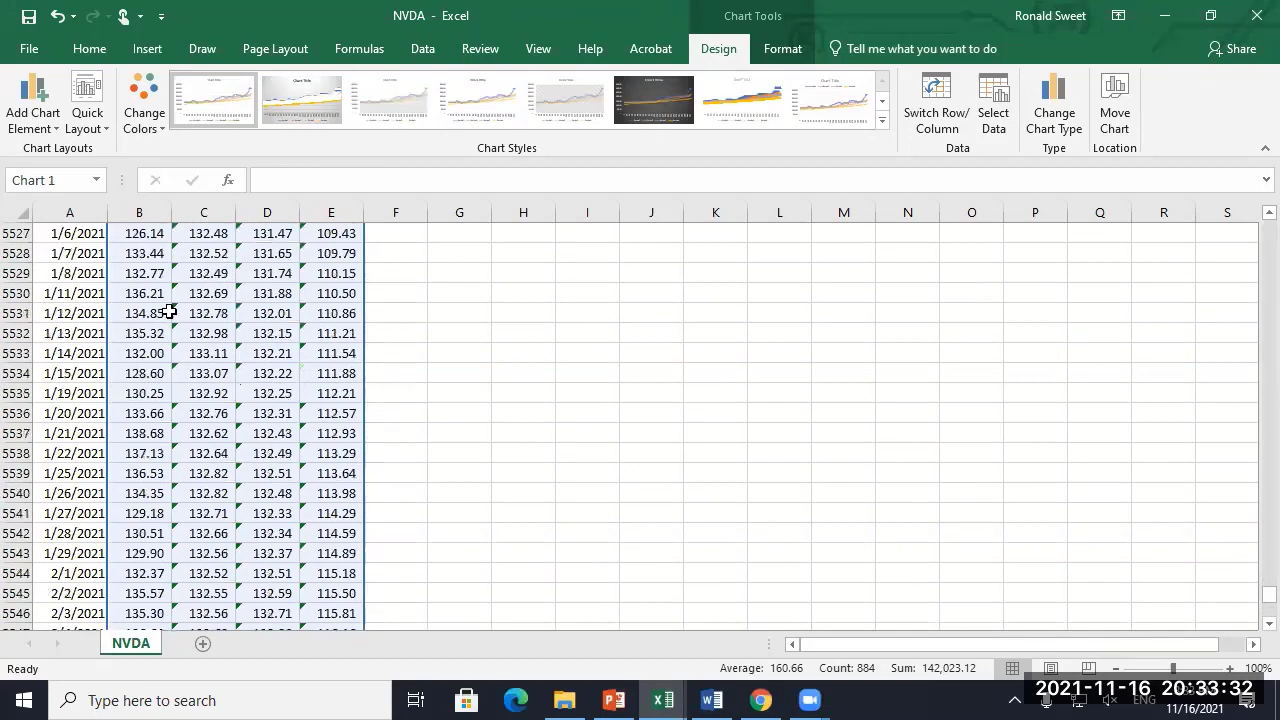 NVDA - Excel
Chart Tools
Ronald Sweet
File Home Insert Draw Page Layout Formulas Data Review View Help Acrobat Design Format Tell me what you want to do Share
Add Chart Element
Quick Layout
Change Colors
Switch Row/ Column
Select Data
Change Chart Type
Move Chart
Chart Layouts Chart Styles Data Type Location
Chart 1 fx
A B C D E F G H I J K L M N O P Q R S
5527 1/6/2021 126.14 132.48 131.47 109.43
5528 1/7/2021 133.44 132.52 131.65 109.79
5529 1/8/2021 132.77 132.49 131.74 110.15
5530 1/11/2021 136.21 132.69 131.88 110.50
5531 1/12/2021 134.85 132.78 132.01 110.86
5532 1/13/2021 135.32 132.98 132.15 111.21
5533 1/14/2021 132.00 133.11 132.21 111.54
5534 1/15/2021 128.60 133.07 132.22 111.88
5535 1/19/2021 130.25 132.92 132.25 112.21
5536 1/20/2021 133.66 132.76 132.31 112.57
5537 1/21/2021 138.68 132.62 132.43 112.93
5538 1/22/2021 137.13 132.64 132.49 113.29
5539 1/25/2021 136.53 132.82 132.51 113.64
5540 1/26/2021 134.35 132.82 132.48 113.98
5541 1/27/2021 129.18 132.71 132.33 114.29
5542 1/28/2021 130.51 132.66 132.34 114.59
5543 1/29/2021 129.90 132.56 132.37 114.89
5544 2/1/2021 132.37 132.52 132.51 115.18
5545 2/2/2021 135.57 132.55 132.59 115.50
5546 2/3/2021 135.30 132.56 132.71 115.81
NVDA
Ready Average: 160.66 Count: 884 Sum: 142,023.12 100%
Type here to search
ENG
2021-11-16 20:33:32
11/16/2021